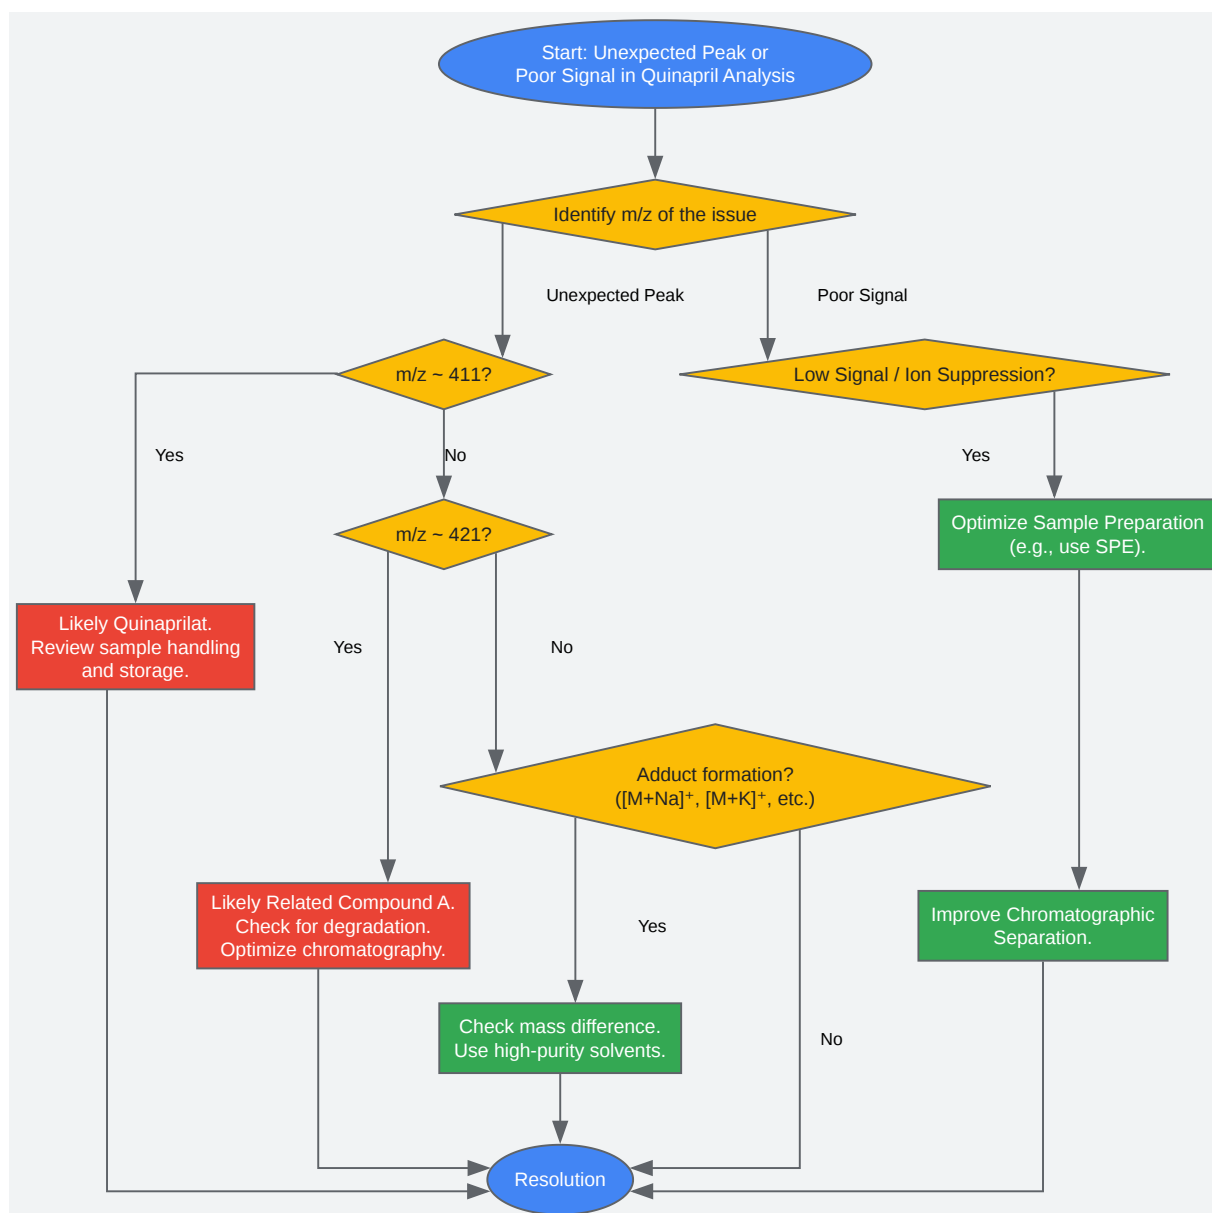 Start: Unexpected Peak or
Poor Signal in Quinapril Analysis
Identify m/z of the issue
Unexpected Peak
Poor Signal
m/z ~ 411?
Low Signal / Ion Suppression?
Yes
No
Yes
m/z ~ 421?
Optimize Sample Preparation
(e.g., use SPE).
Likely Quinaprilat.
Review sample handling
and storage.
Yes
No
Adduct formation?
([M+Na]⁺, [M+K]⁺, etc.)
Likely Related Compound A.
Check for degradation.
Optimize chromatography.
Yes
Improve Chromatographic
Separation.
Check mass difference.
Use high-purity solvents.
No
Resolution